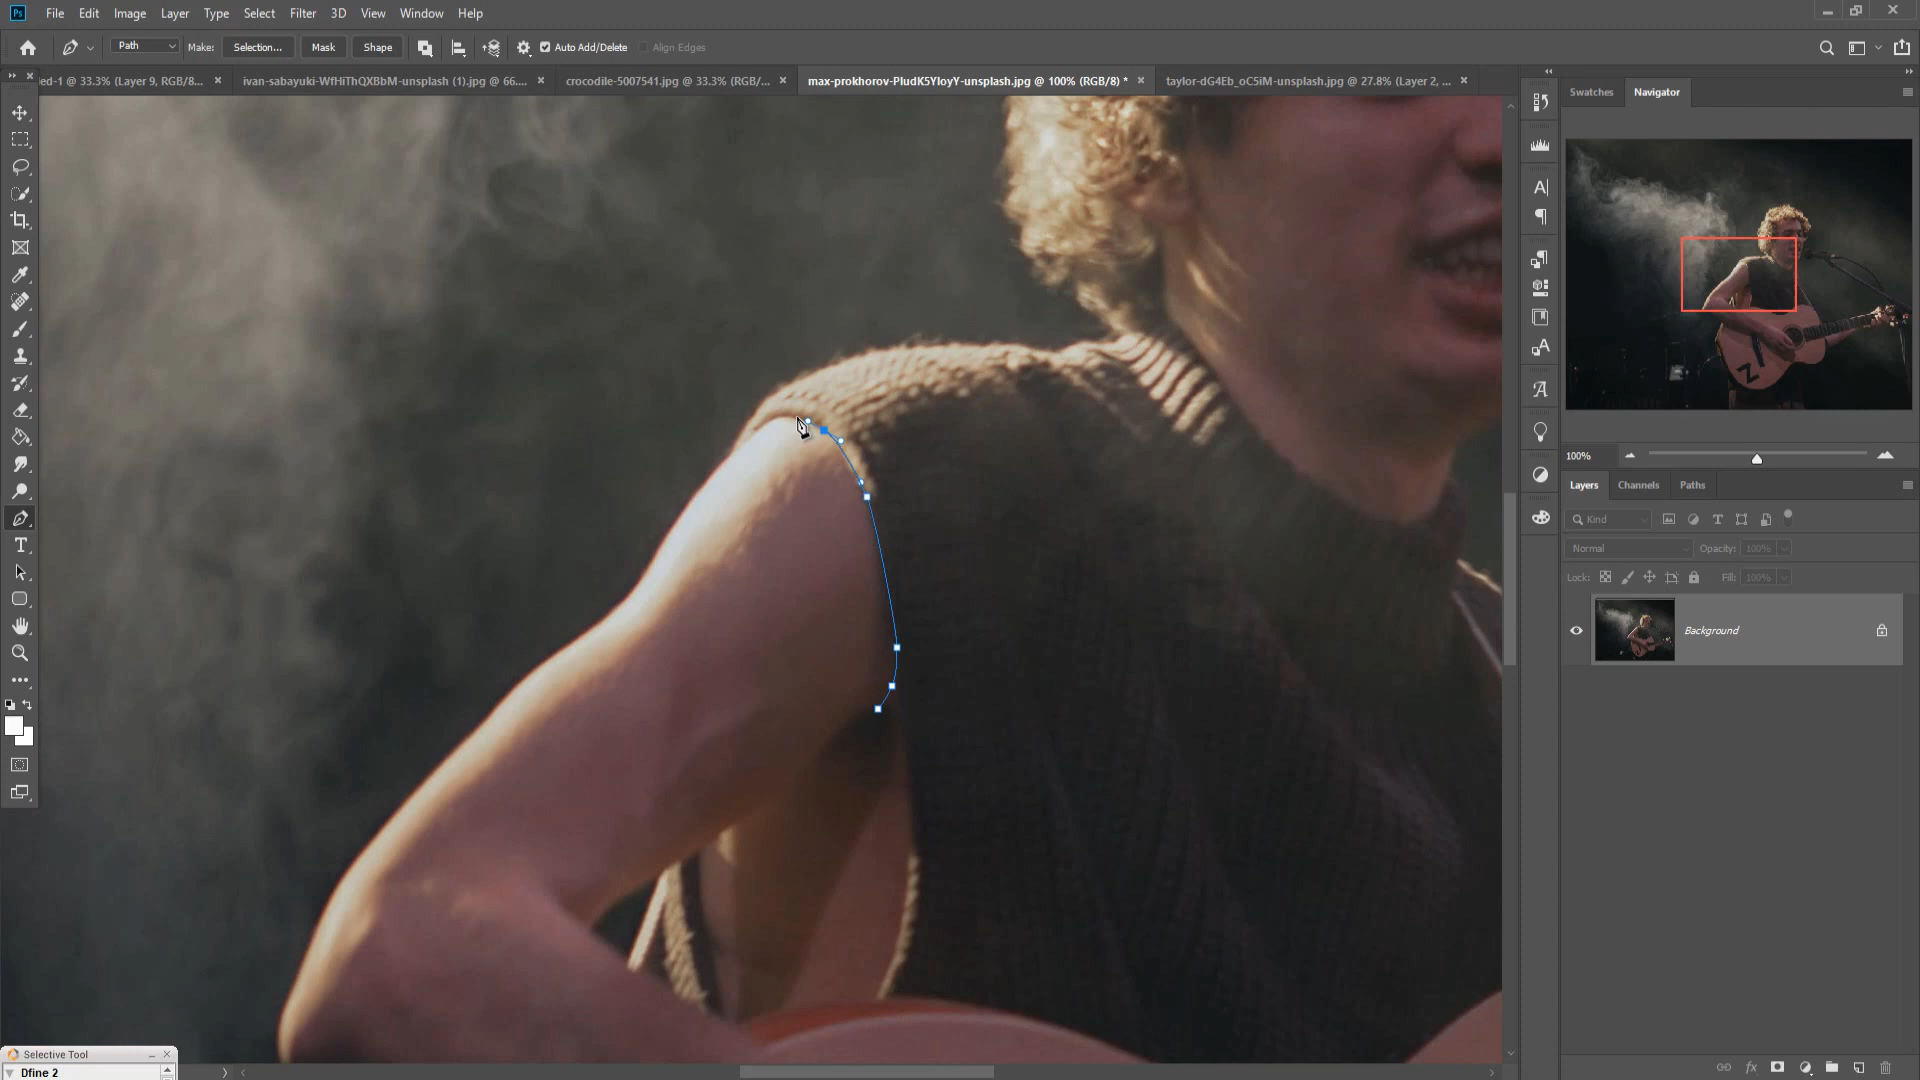 Ps File Edit Image Layer Type Select Filter 3D View Window Help
Path Make: Selection... Mask Shape Auto Add/Delete Align Edges
ed-1 @ 33.3% (Layer 9, RGB/8... ivan-sabayuki-WfHiThQXBbM-unsplash (1).jpg @ 66.... crocodile-5007541.jpg @ 33.3% (RGB/... max-prokhorov-PludK5YloyY-unsplash.jpg @ 100% (RGB/8) * taylor-dG4Eb_oC5iM-unsplash.jpg @ 27.8% (Layer 2, ...
Swatches Navigator
100%
Layers Channels Paths
Kind
Normal Opacity: 100%
Lock: Fill: 100%
Background
fx
Selective Tool
Dfine 2